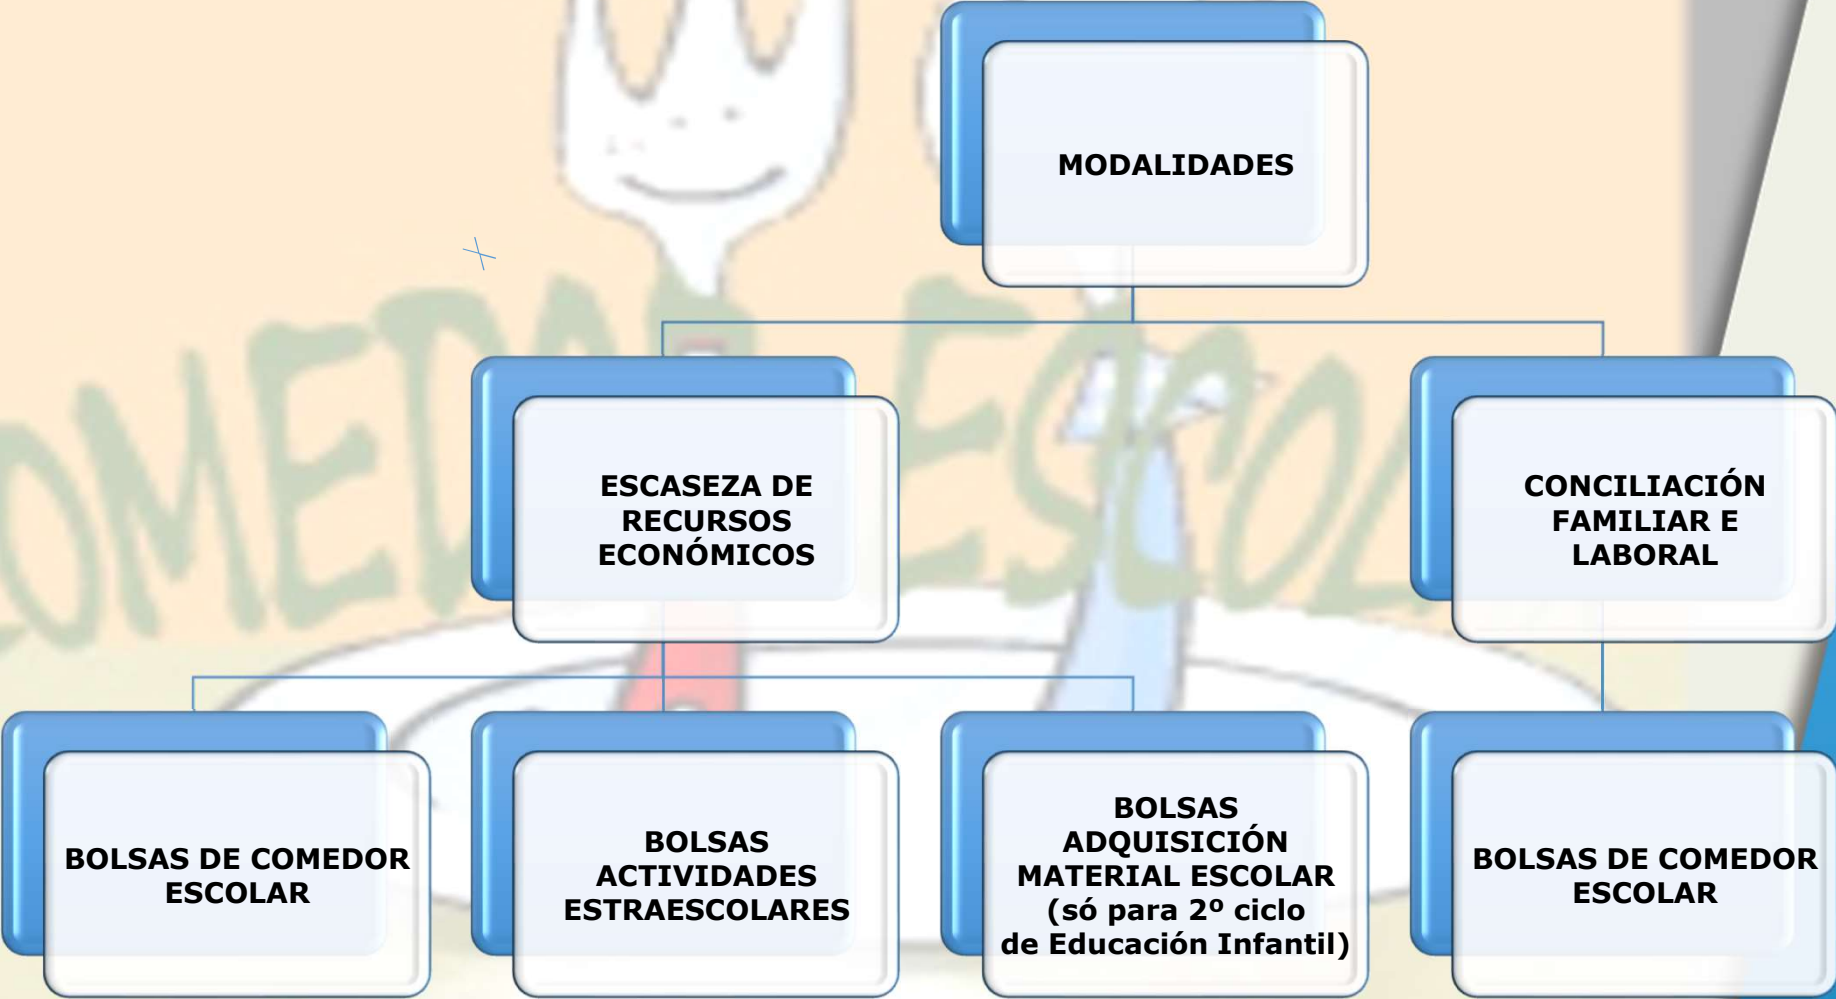 MODALIDADES
ESCASEZA DE
RECURSOS
ECONÓMICOS
CONCILIACIÓN
FAMILIAR E
LABORAL
BOLSAS DE COMEDOR
ESCOLAR
BOLSAS
ACTIVIDADES
ESTRAESCOLARES
BOLSAS
ADQUISICIÓN
MATERIAL ESCOLAR
(só para 2º ciclo
de Educación Infantil)
BOLSAS DE COMEDOR
ESCOLAR